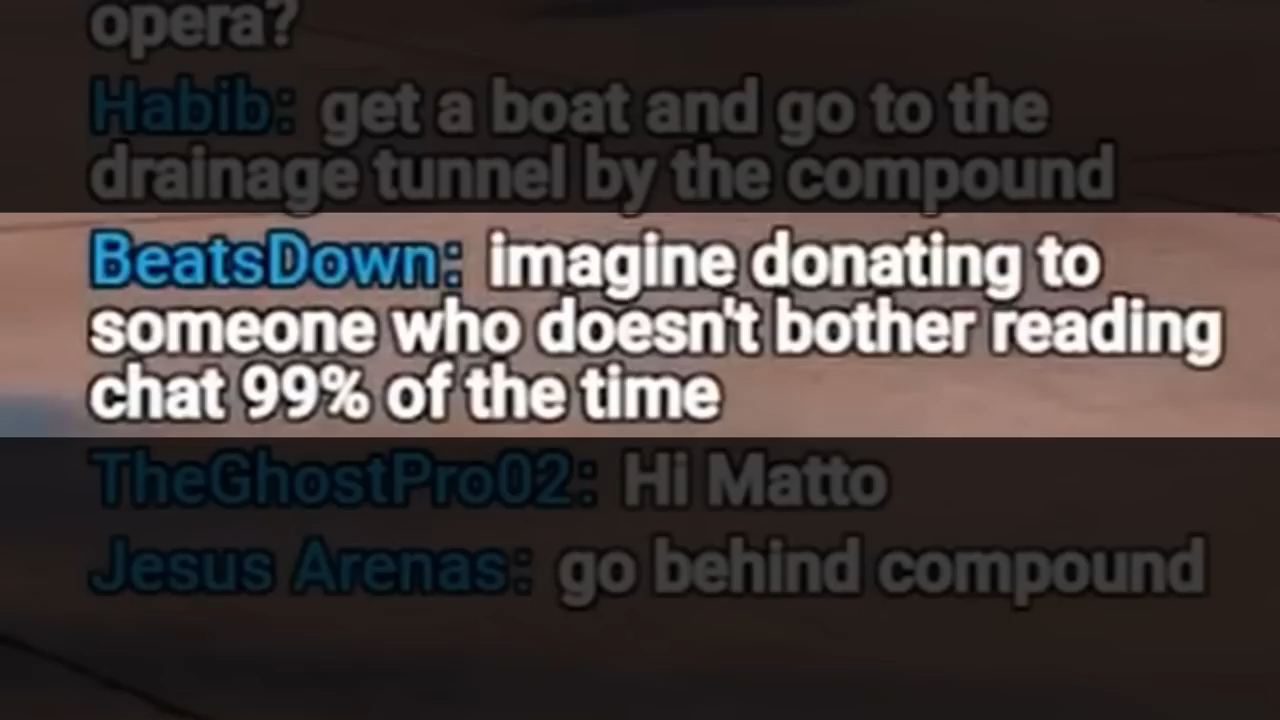 opera?
Habib: get a boat and go to the
drainage tunnel by the compound
BeatsDown: imagine donating to
someone who doesn't bother reading
chat 99% of the time
TheGhostPro02: Hi Matto
Jesus Arenas: go behind compound